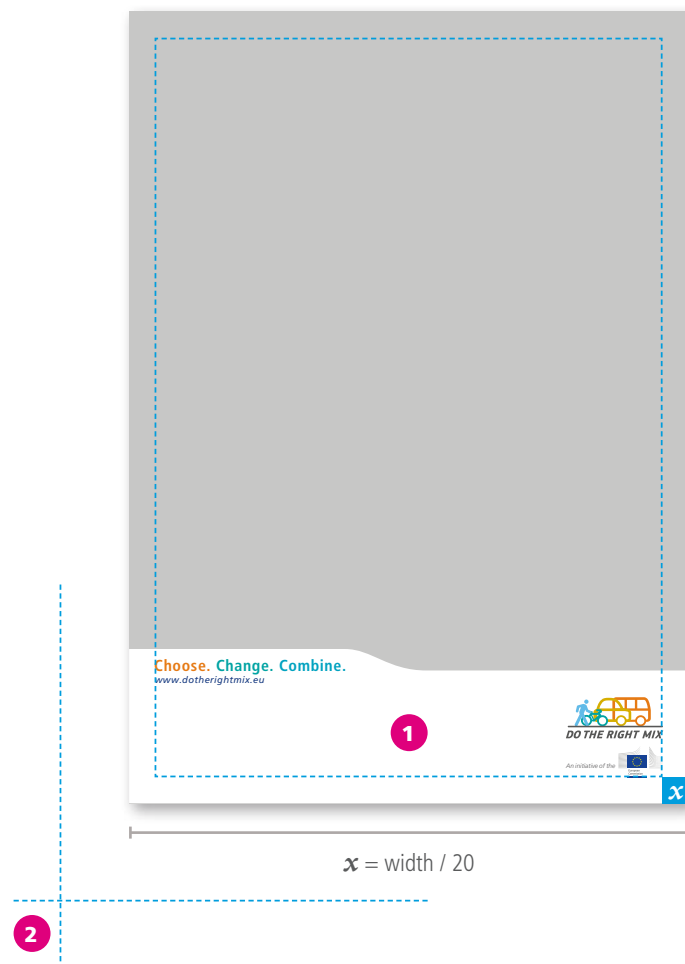 Choose. Change. Combine.
www.dotherightmix.eu
1
DO THE RIGHT MIX
An initiative of the
x
x = width / 20
2